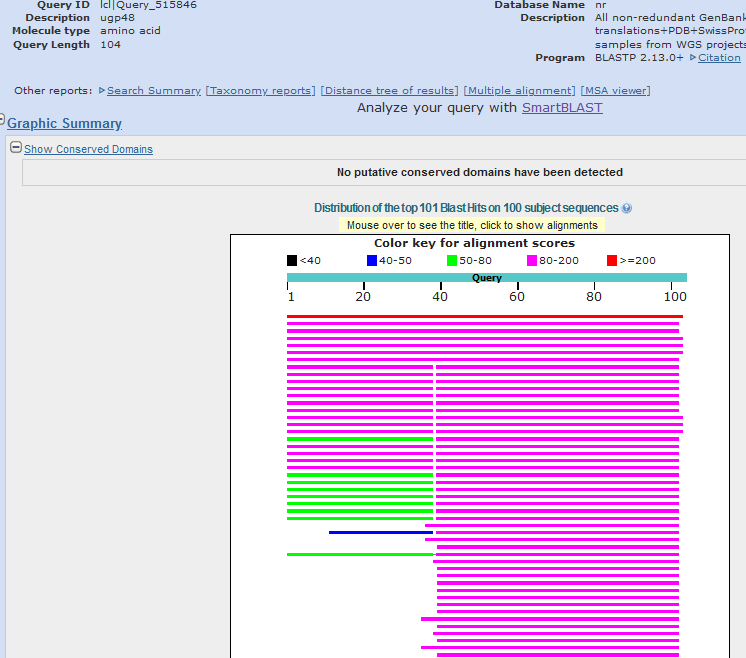 Query ID lcl|Query_515846
Description ugp48
Molecule type amino acid
Query Length 104
Database Name nr
Description All non-redundant GenBank
translations+PDB+SwissPro
samples from WGS projects
Program BLASTP 2.13.0+ Citation
Other reports: Search Summary [Taxonomy reports] [Distance tree of results] [Multiple alignment] [MSA viewer]
Analyze your query with SmartBLAST
Graphic Summary
Show Conserved Domains
No putative conserved domains have been detected
Distribution of the top 101 Blast Hits on 100 subject sequences
Mouse over to see the title, click to show alignments
Color key for alignment scores
<40 40-50 50-80 80-200 >=200
Query
1 20 40 60 80 100